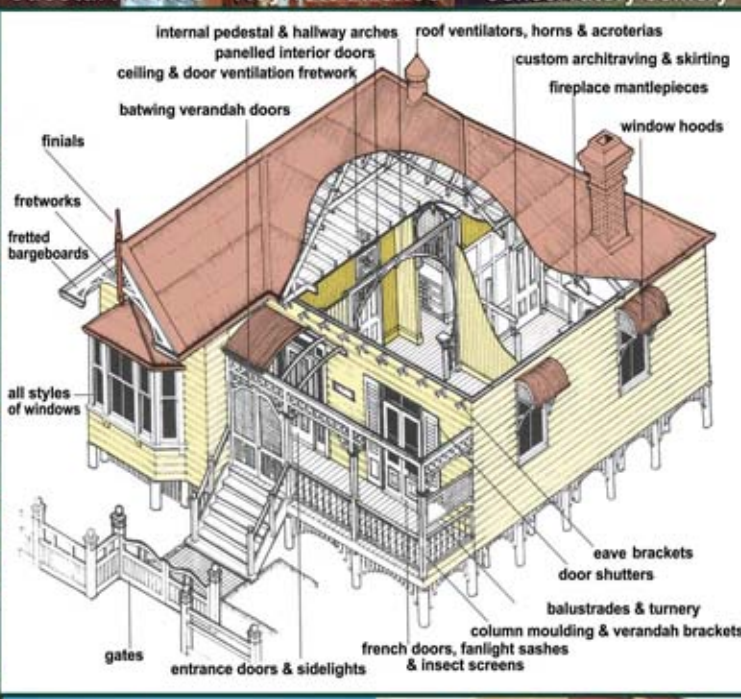 internal pedestal & hallway arches
roof ventilators, horns & acroterias
panelled interior doors
custom architraving & skirting
ceiling & door ventilation fretwork
fireplace mantlepieces
batwing verandah doors
window hoods
finials
fretworks
fretted
bargeboards
all styles
of windows
eave brackets
door shutters
balustrades & turnery
column moulding & verandah brackets
french doors, fanlight sashes
& insect screens
gates
entrance doors & sidelights